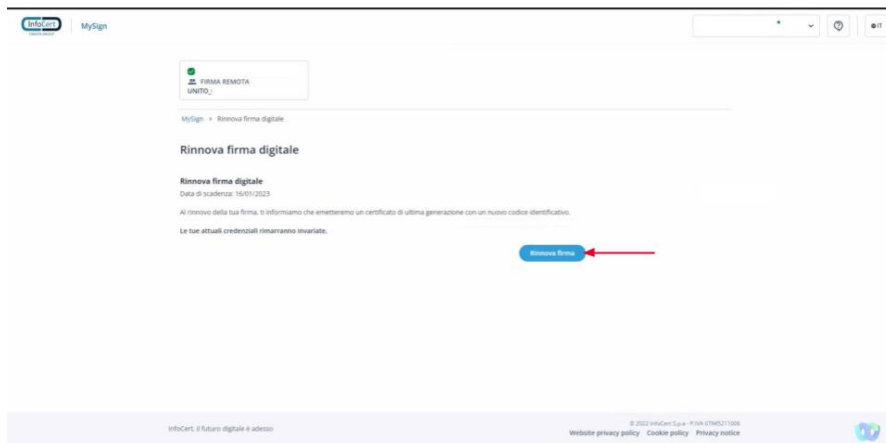 InfoCert
MySign
IT
FIRMA REMOTA
UNITO_:
MySign > Rinnova firma digitale
Rinnova firma digitale
Rinnova firma digitale
Data di scadenza: 16/01/2023
Al rinnovo della tua firma, ti informiamo che emetteremo un certificato di ultima generazione con un nuovo codice identificativo.
Le tue attuali credenziali rimarranno invariate.
Rinnova firma
InfoCert. Il futuro digitale è adesso
© 2022 InfoCert S.p.a - P.IVA
Website privacy policy Cookie policy Privacy notice